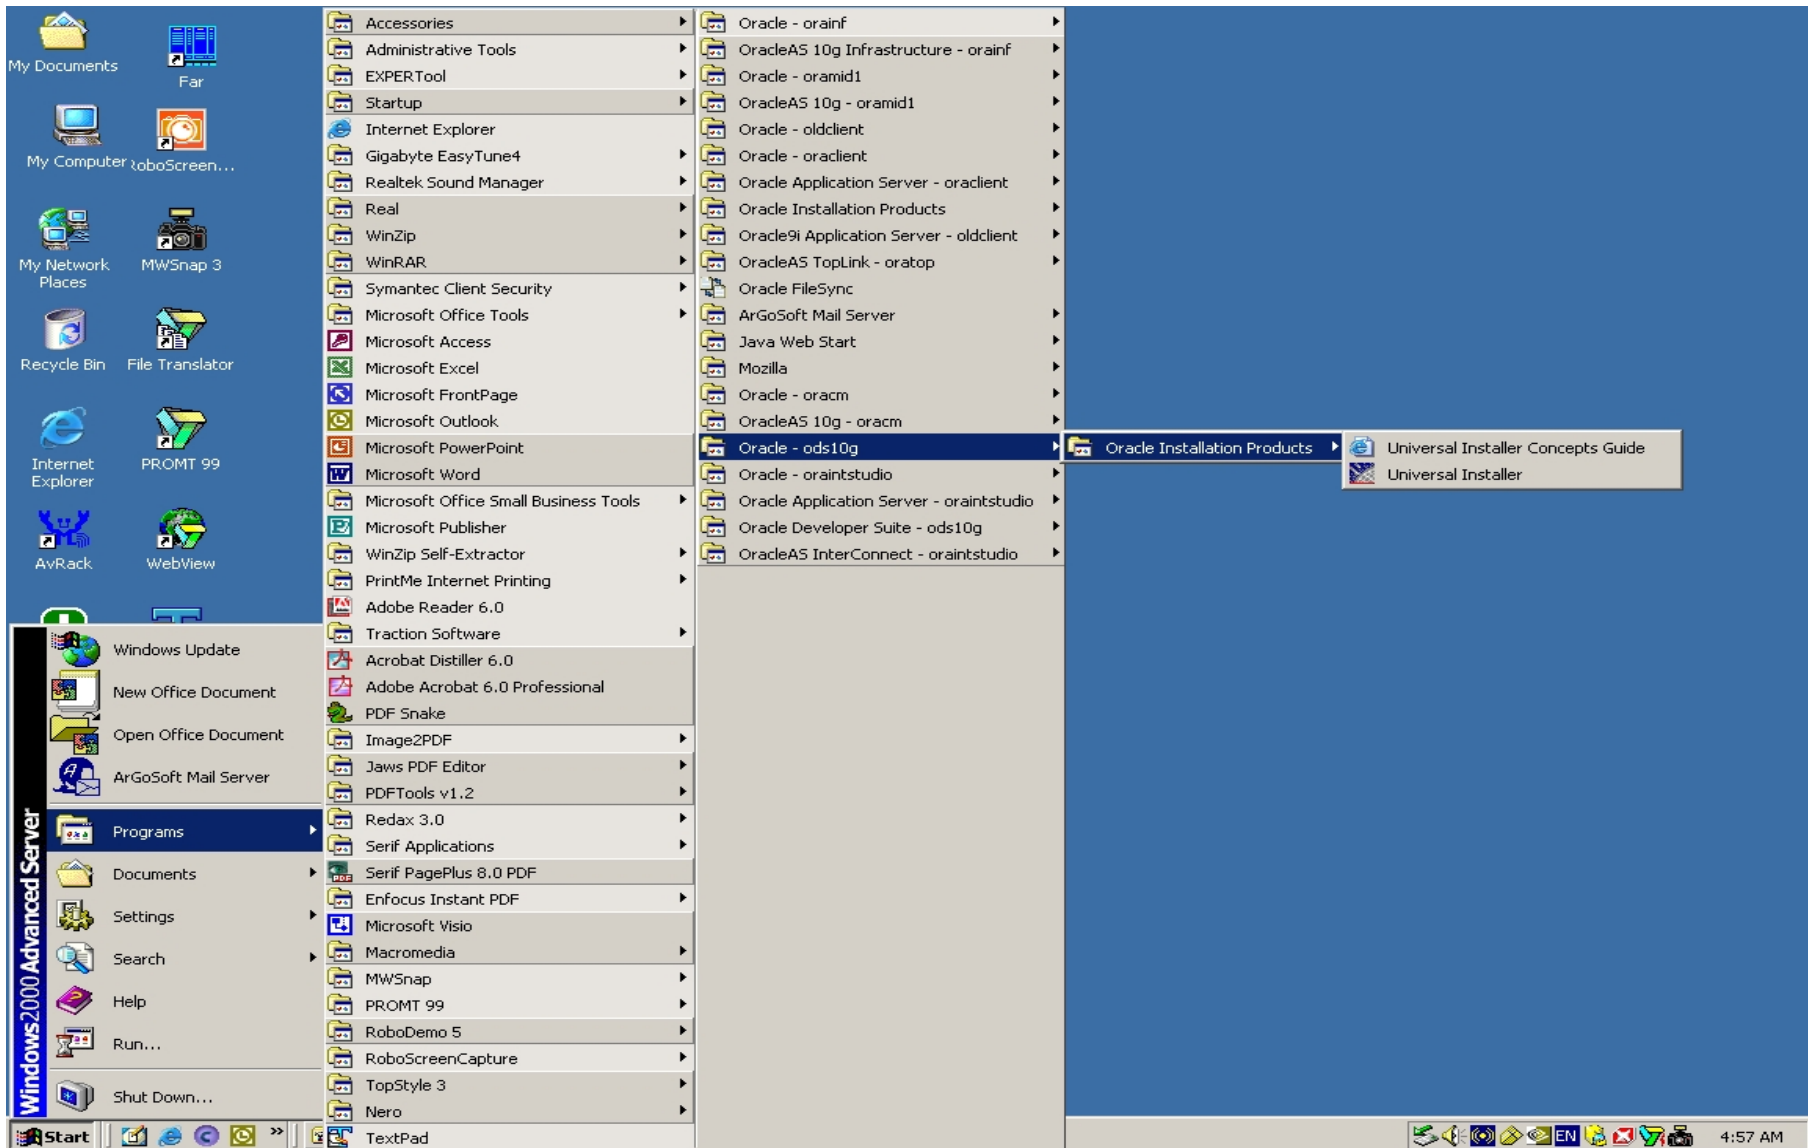 My Documents
Far
My Computer
RoboScreen...
My Network
Places
MWSnap 3
Recycle Bin
File Translator
Internet
Explorer
PROMT 99
AvRack
WebView
Windows Update
New Office Document
Open Office Document
ArGoSoft Mail Server
Programs
Documents
Settings
Search
Help
Run...
Shut Down...
Windows2000 Advanced Server
Accessories
Administrative Tools
EXPERTool
Startup
Internet Explorer
Gigabyte EasyTune4
Realtek Sound Manager
Real
WinZip
WinRAR
Symantec Client Security
Microsoft Office Tools
Microsoft Access
Microsoft Excel
Microsoft FrontPage
Microsoft Outlook
Microsoft PowerPoint
Microsoft Word
Microsoft Office Small Business Tools
Microsoft Publisher
WinZip Self-Extractor
PrintMe Internet Printing
Adobe Reader 6.0
Traction Software
Acrobat Distiller 6.0
Adobe Acrobat 6.0 Professional
PDF Snake
Image2PDF
Jaws PDF Editor
PDFTools v1.2
Redax 3.0
Serif Applications
Serif PagePlus 8.0 PDF
Enfocus Instant PDF
Microsoft Visio
Macromedia
MWSnap
PROMT 99
RoboDemo 5
RoboScreenCapture
TopStyle 3
Nero
TextPad
Oracle - orainf
OracleAS 10g Infrastructure - orainf
Oracle - oramid1
OracleAS 10g - oramid1
Oracle - oldclient
Oracle - oraclient
Oracle Application Server - oraclient
Oracle Installation Products
Oracle9i Application Server - oldclient
OracleAS TopLink - oratop
Oracle FileSync
ArGoSoft Mail Server
Java Web Start
Mozilla
Oracle - oracm
OracleAS 10g - oracm
Oracle - ods10g
Oracle - oraintstudio
Oracle Application Server - oraintstudio
Oracle Developer Suite - ods10g
OracleAS InterConnect - oraintstudio
Oracle Installation Products
Universal Installer Concepts Guide
Universal Installer
Start
EN
4:57 AM